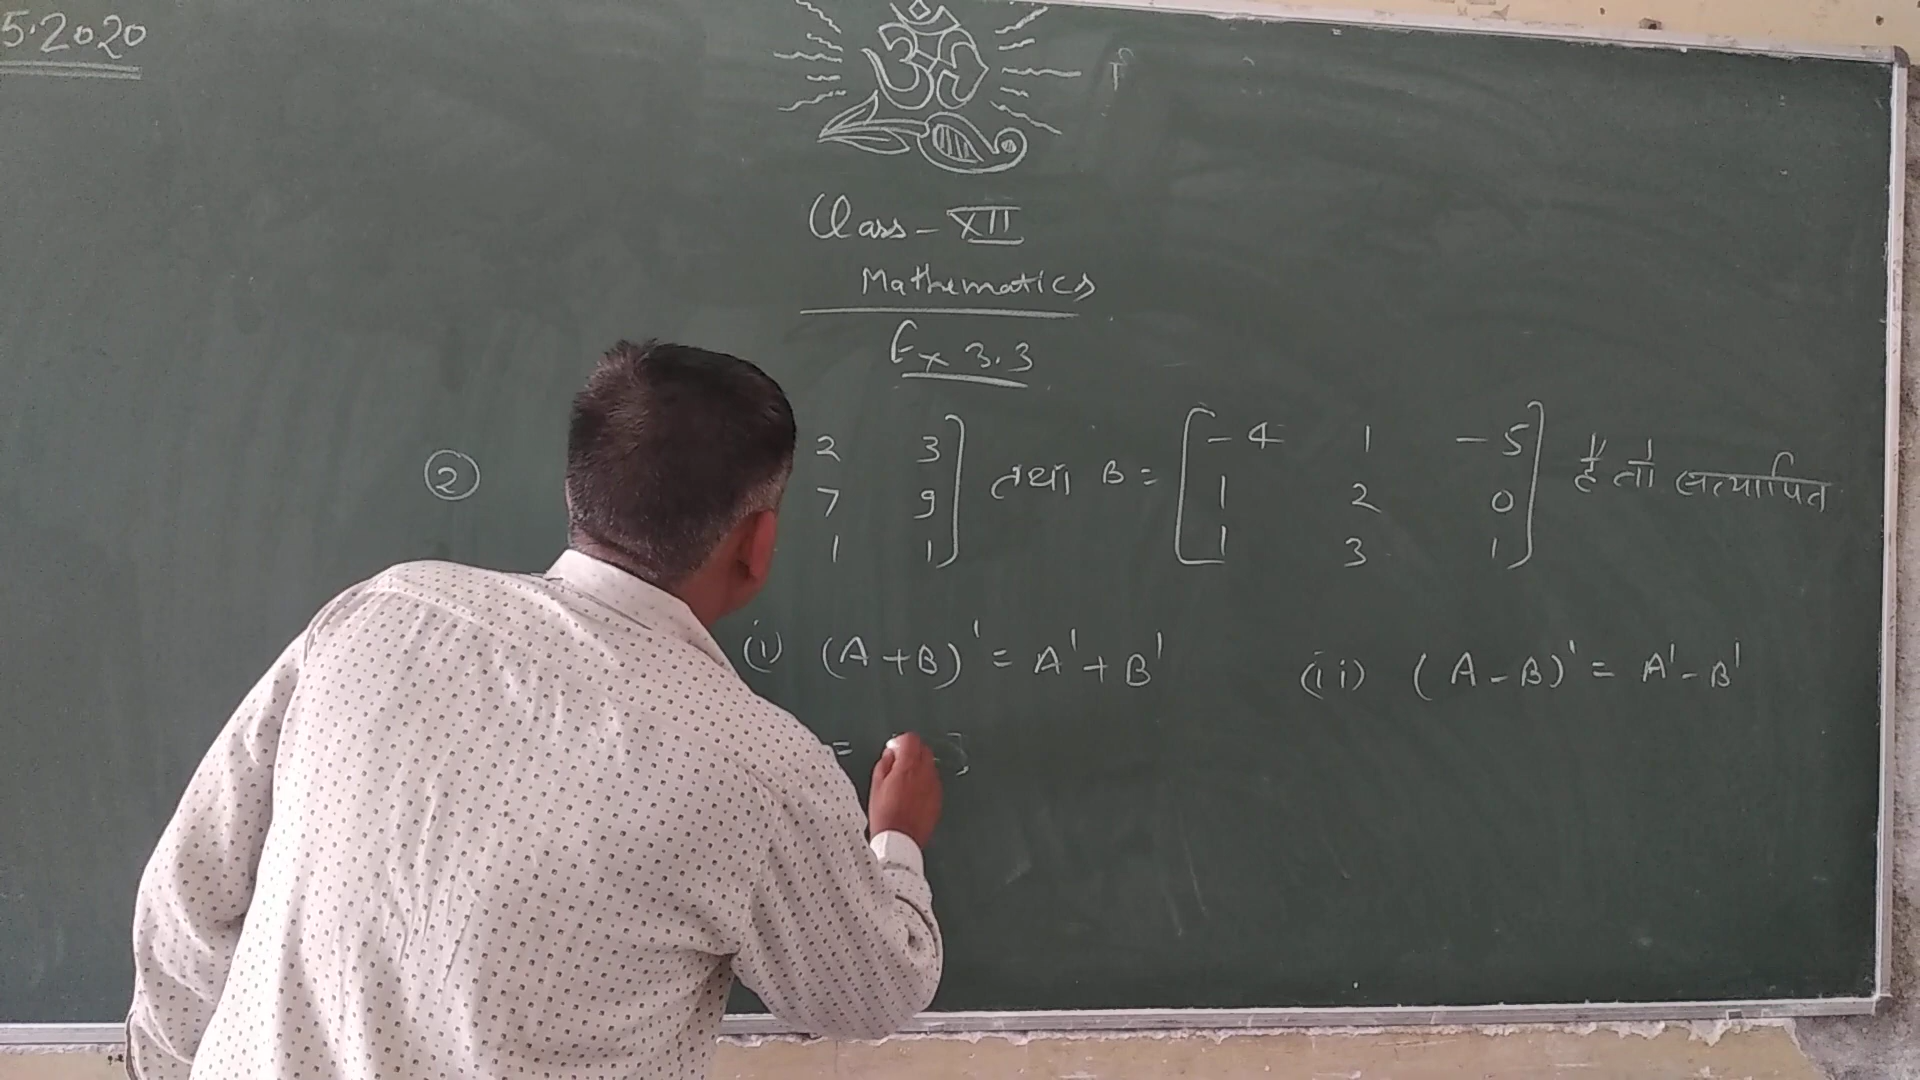 5.2020
ॐ
Class - XII
Mathematics
Ex 3.3
② 2 3 7 9 1 1 तथा B = [ -4 1 -5 1 2 0 1 3 1 ] हैं तो सत्यापित
(i) (A+B)' = A' + B' (ii) (A-B)' = A' - B'
=